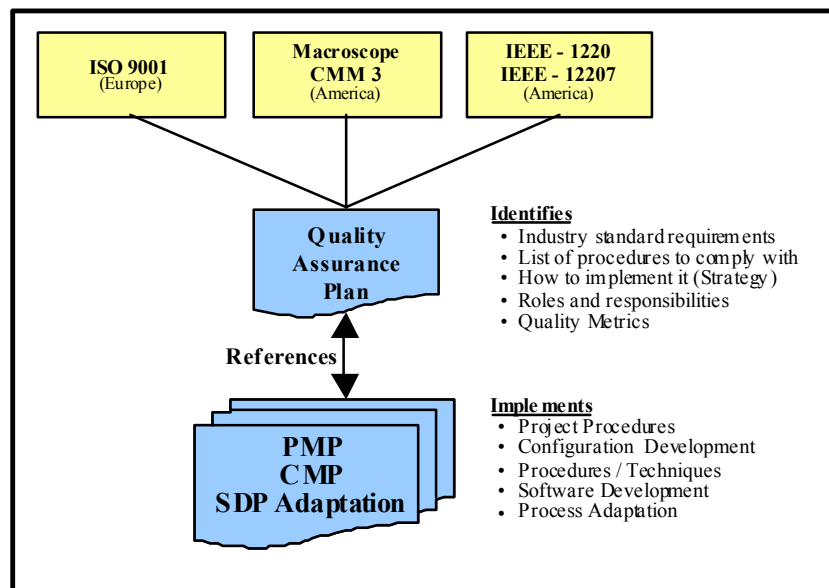 ISO 9001
(Europe)
Macroscope
CMM 3
(America)
IEEE - 1220
IEEE - 12207
(America)
Quality
Assurance
Plan
Identifies
• Industry standard requirements
• List of procedures to comply with
• How to implement it (Strategy)
• Roles and responsibilities
• Quality Metrics
References
PMP
CMP
SDP Adaptation
Implements
• Project Procedures
• Configuration Development
• Procedures / Techniques
• Software Development
• Process Adaptation